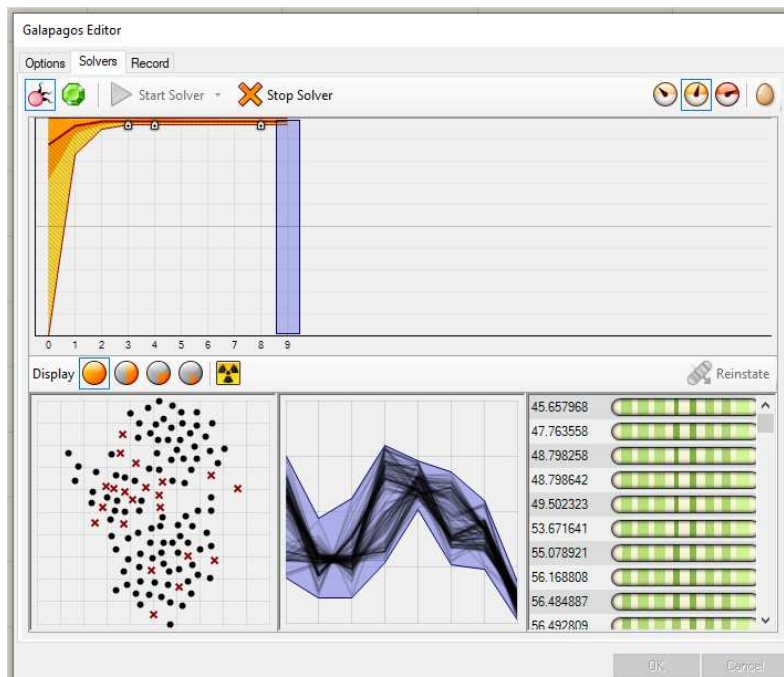 Galapagos Editor
Options Solvers Record
Start Solver Stop Solver
0 1 2 3 4 5 6 7 8 9
Display Reinstate
45.657968
47.763558
48.798258
48.798642
49.502323
53.671641
55.078921
56.168808
56.484887
56.492809
OK Cancel